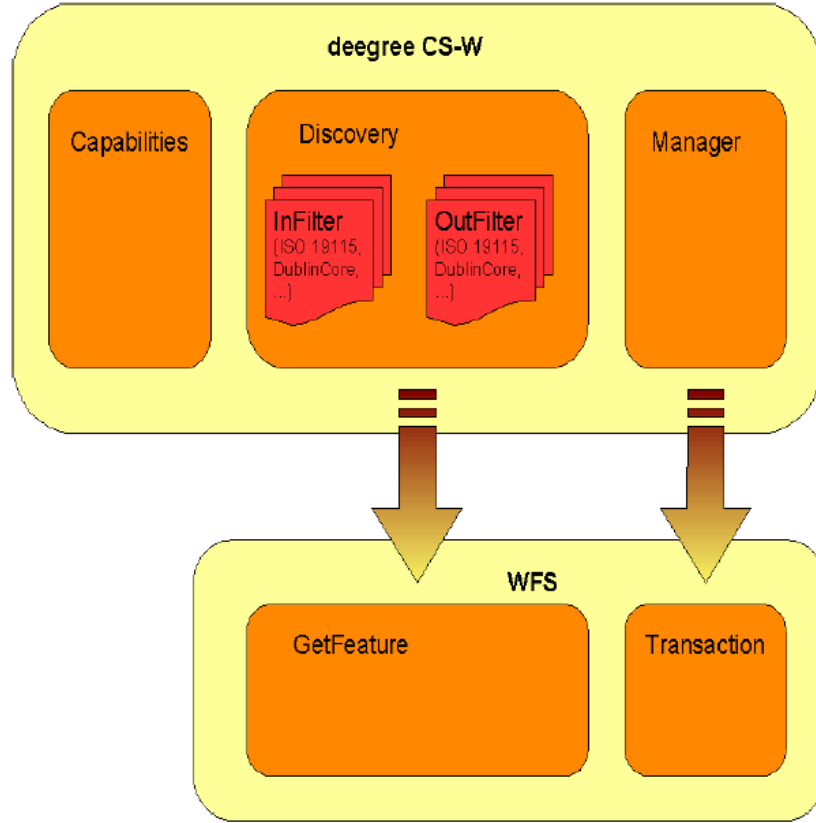 deegree CS-W
Capabilities
Discovery
Manager
InFilter
(ISO 19115,
DublinCore,
...)
OutFilter
(ISO 19115,
DublinCore,
...)
WFS
GetFeature
Transaction